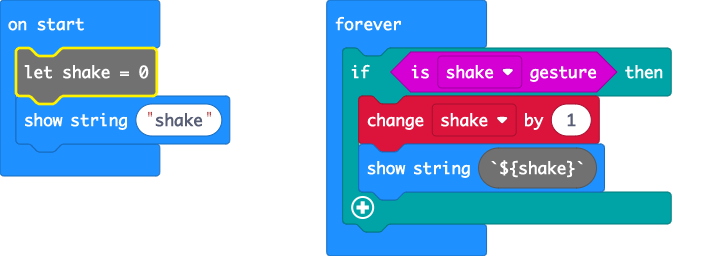 on start
let shake = 0
show string "shake"
forever
if is shake gesture then
change shake by 1
show string `${shake}`